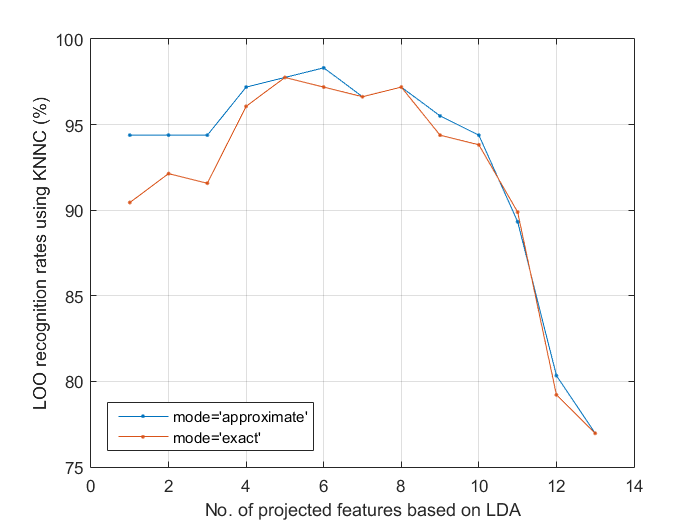 LOO recognition rates using KNNC (%)
100
95
90
85
80
75
mode='approximate'
mode='exact'
0 2 4 6 8 10 12 14
No. of projected features based on LDA